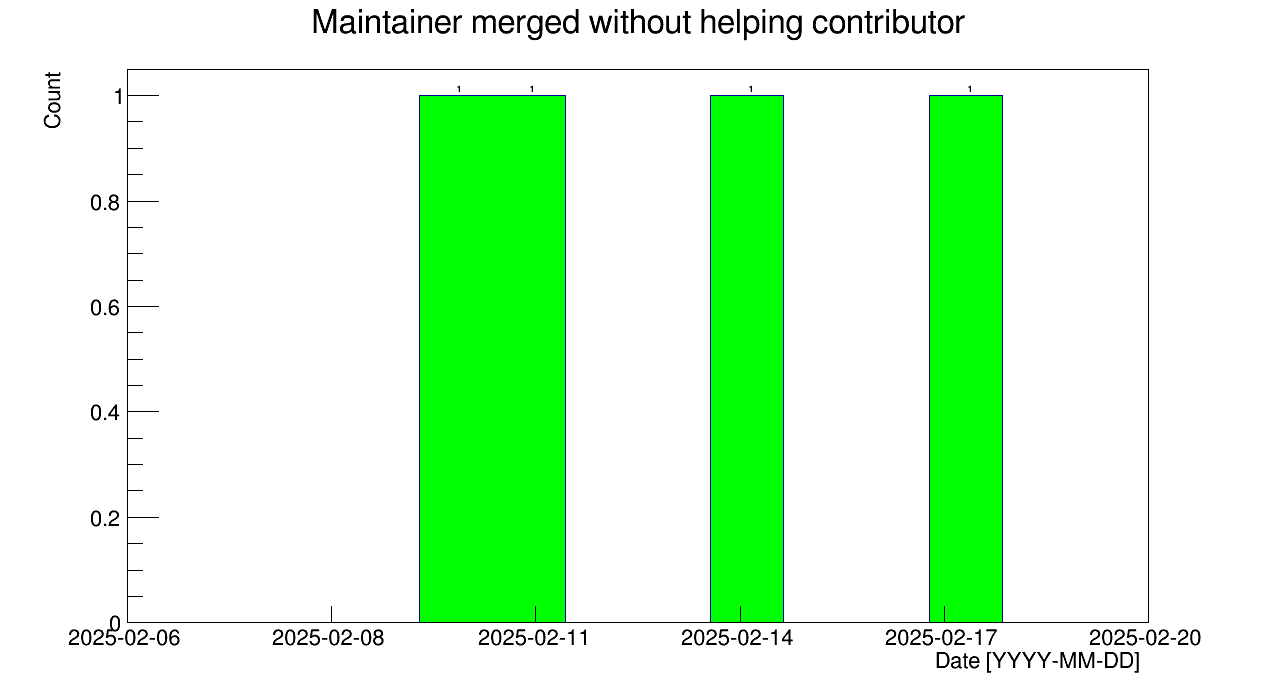 Maintainer merged without helping contributor
Count
1 1 1 1
1
0.8
0.6
0.4
0.2
0
2025-02-06 2025-02-08 2025-02-11 2025-02-14 2025-02-17 2025-02-20
Date [YYYY-MM-DD]